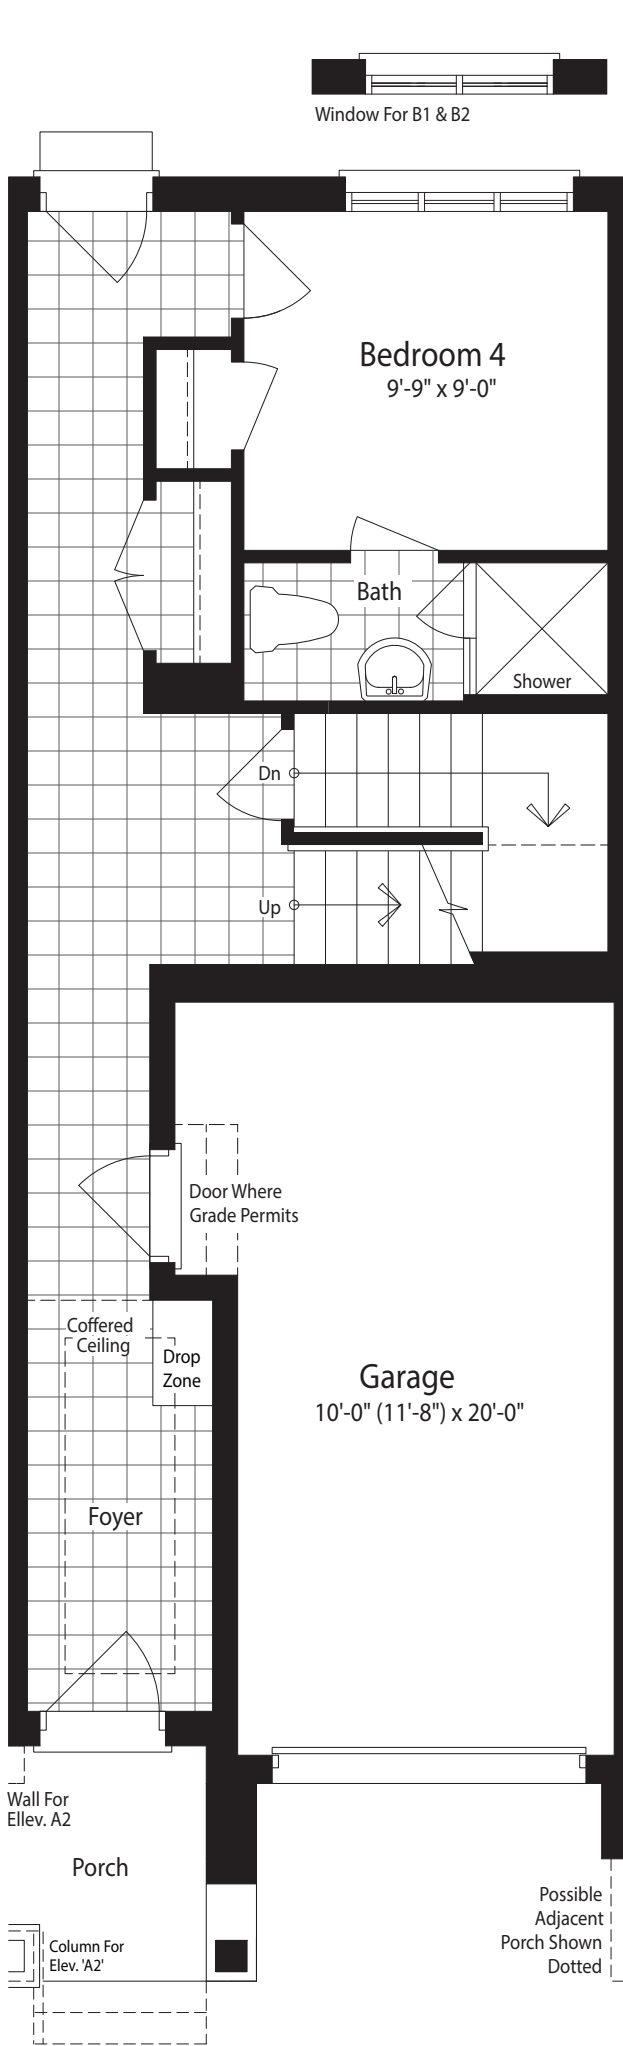 Window For B1 & B2
Bedroom 4
9'-9" x 9'-0"
Bath
Shower
Dn
Up
Door Where
Grade Permits
Coffered
Ceiling
Drop
Zone
Garage
10'-0" (11'-8") x 20'-0"
Foyer
Wall For
Ellev. A2
Porch
Column For
Elev. 'A2'
Possible
Adjacent
Porch Shown
Dotted